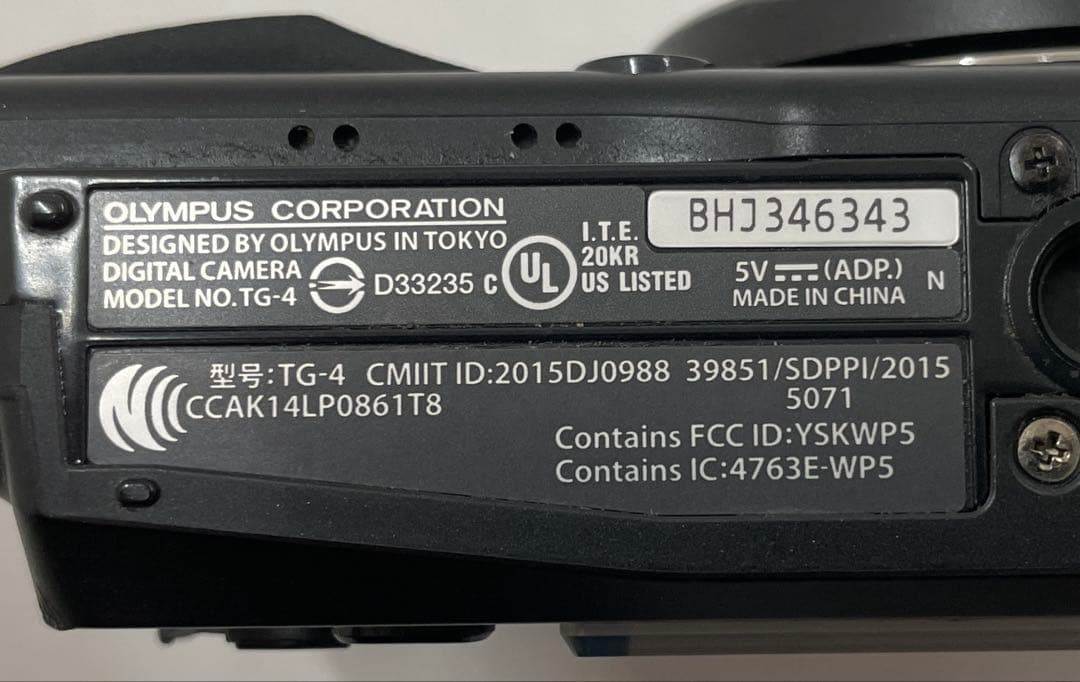 OLYMPUS CORPORATION
DESIGNED BY OLYMPUS IN TOKYO
DIGITAL CAMERA
MODEL NO.TG-4
D33235
C UL US LISTED
I.T.E.
20KR
BHJ346343
5V (ADP.)
MADE IN CHINA
N
型号:TG-4 CMIIT ID:2015DJ0988 39851/SDPPI/2015
CCAK14LP0861T8 5071
Contains FCC ID:YSKWP5
Contains IC:4763E-WP5